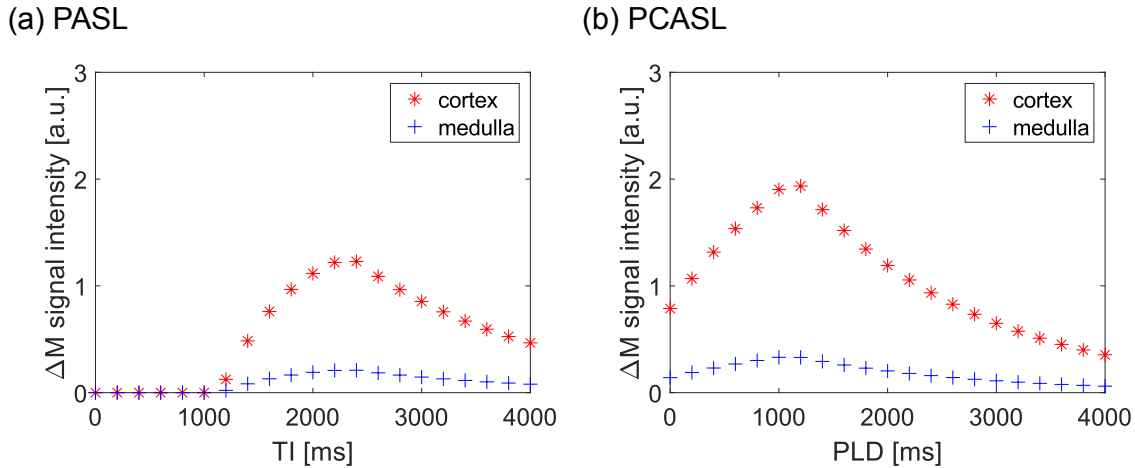 (a) PASL
3
2
1
0
0
1000
2000
3000
4000
ΔM signal intensity [a.u.]
TI [ms]
cortex
medulla
(b) PCASL
3
2
1
0
0
1000
2000
3000
4000
ΔM signal intensity [a.u.]
PLD [ms]
cortex
medulla